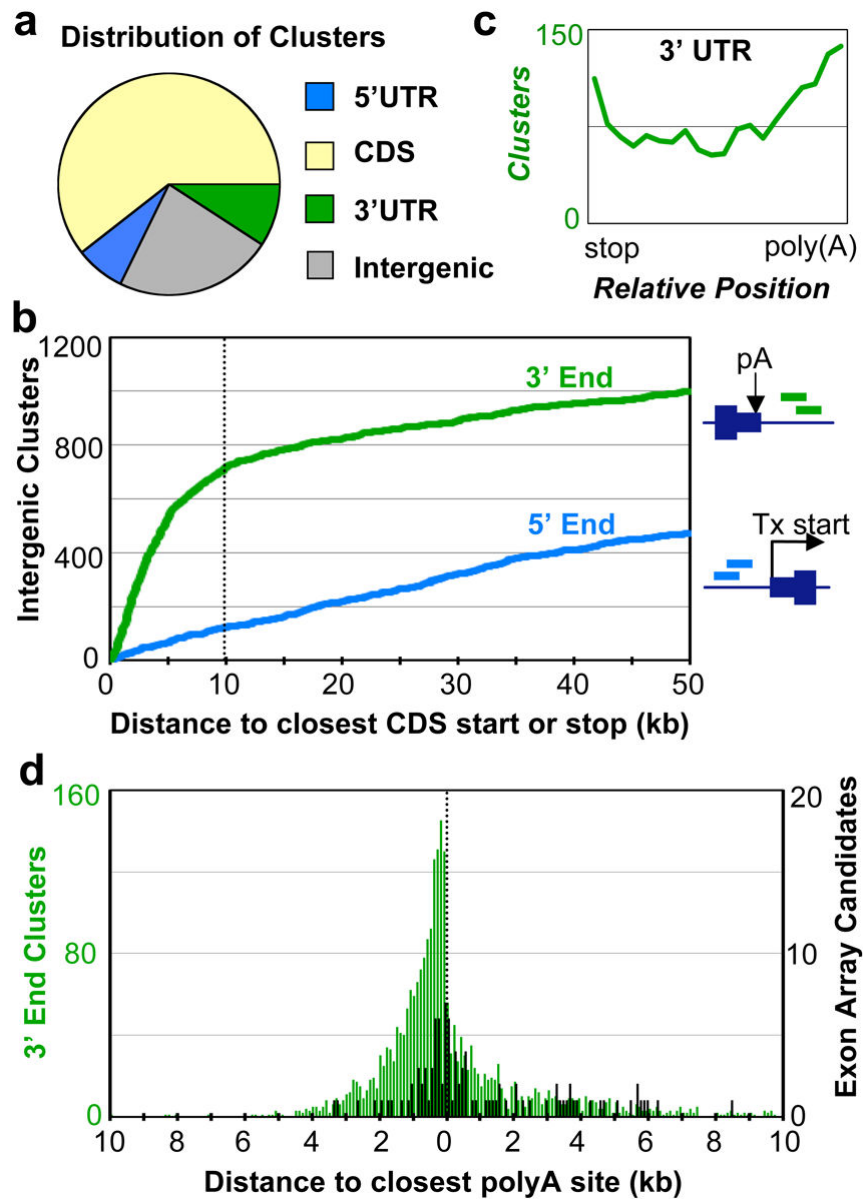 a
Distribution of Clusters
5'UTR
CDS
3'UTR
Intergenic
c
150
3' UTR
Clusters
0
stop
poly(A)
Relative Position
b
1200
800
400
0
Intergenic Clusters
3' End
5' End
0
10
20
30
40
50
Distance to closest CDS start or stop (kb)
pA
Tx start
d
160
80
0
3' End Clusters
20
10
0
Exon Array Candidates
10 8 6 4 2 0 2 4 6 8 10
Distance to closest polyA site (kb)